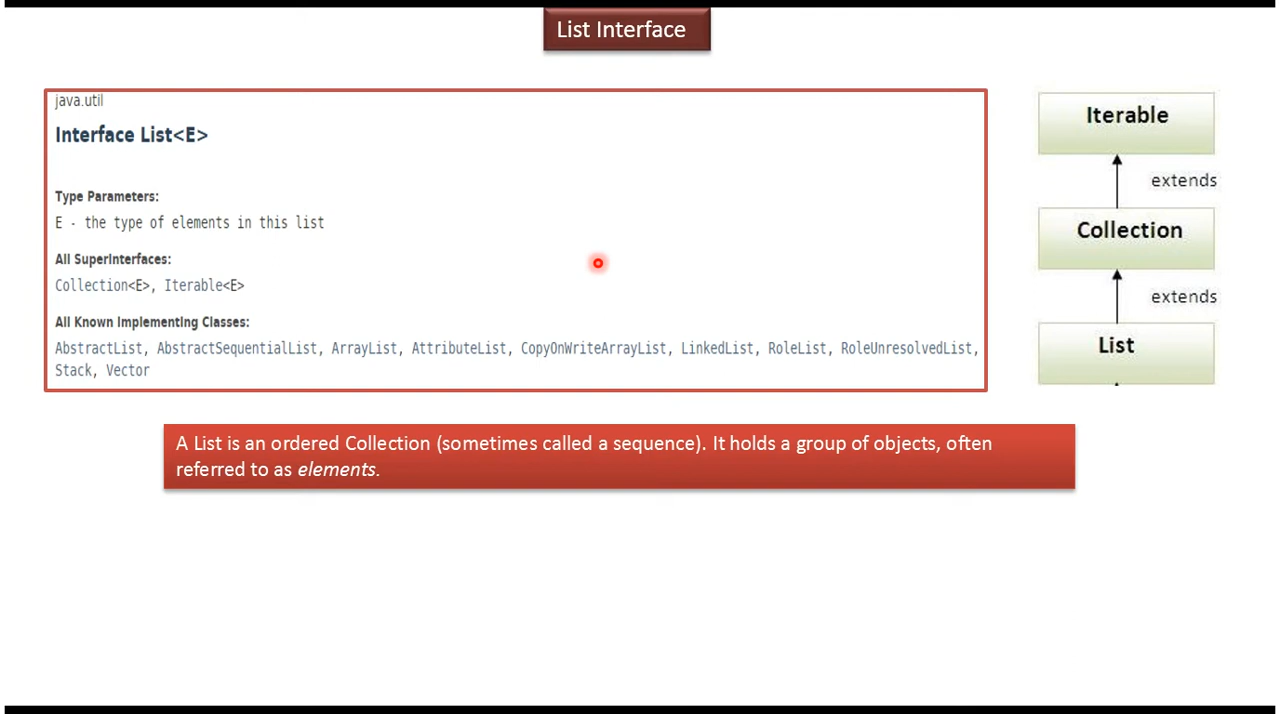 List Interface
java.util
Interface List<E>
Type Parameters:
E - the type of elements in this list
All Superinterfaces:
Collection<E>, Iterable<E>
All Known Implementing Classes:
AbstractList, AbstractSequentialList, ArrayList, AttributeList, CopyOnWriteArrayList, LinkedList, RoleList, RoleUnresolvedList,
Stack, Vector
Iterable
extends
Collection
extends
List
A List is an ordered Collection (sometimes called a sequence). It holds a group of objects, often
referred to as elements.